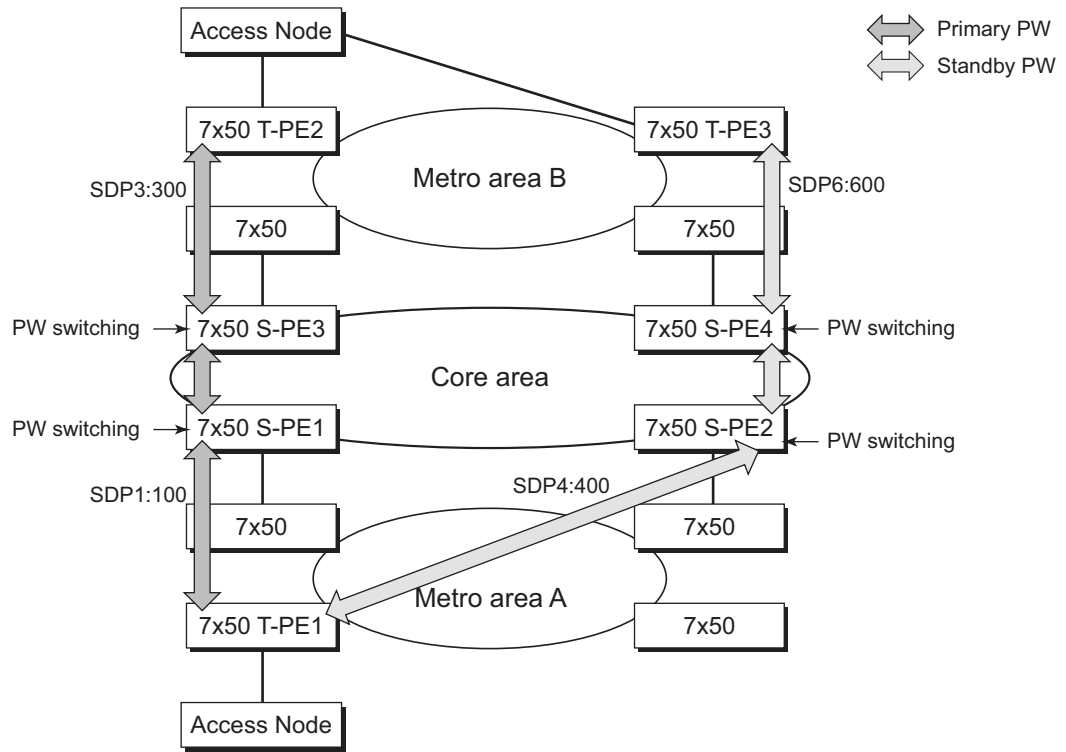 Access Node
Primary PW
Standby PW
7x50 T-PE2
7x50 T-PE3
Metro area B
SDP3:300
SDP6:600
7x50
7x50
PW switching
7x50 S-PE3
7x50 S-PE4
PW switching
Core area
PW switching
7x50 S-PE1
7x50 S-PE2
PW switching
SDP1:100
SDP4:400
7x50
7x50
Metro area A
7x50 T-PE1
7x50
Access Node